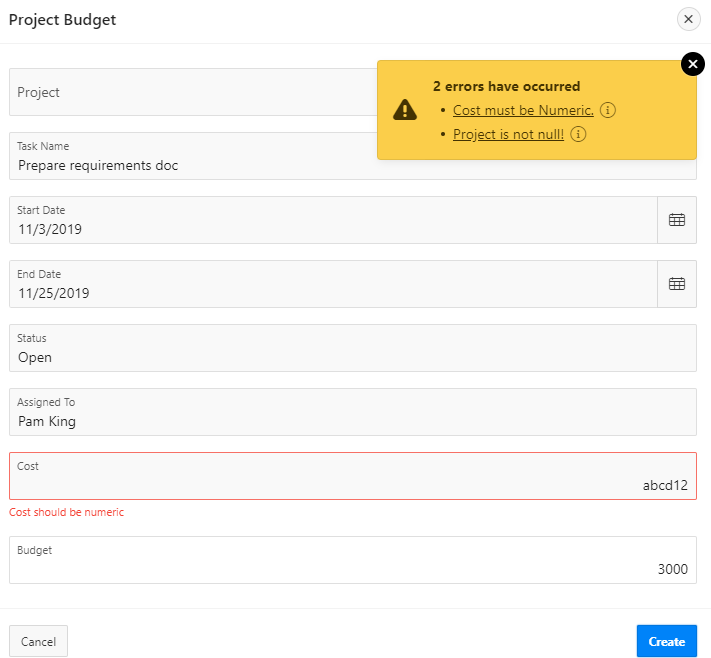 Project Budget
2 errors have occurred
• Cost must be Numeric.
• Project is not null!
Project
Task Name
Prepare requirements doc
Start Date
11/3/2019
End Date
11/25/2019
Status
Open
Assigned To
Pam King
Cost
abcd12
Cost should be numeric
Budget
3000
Cancel
Create